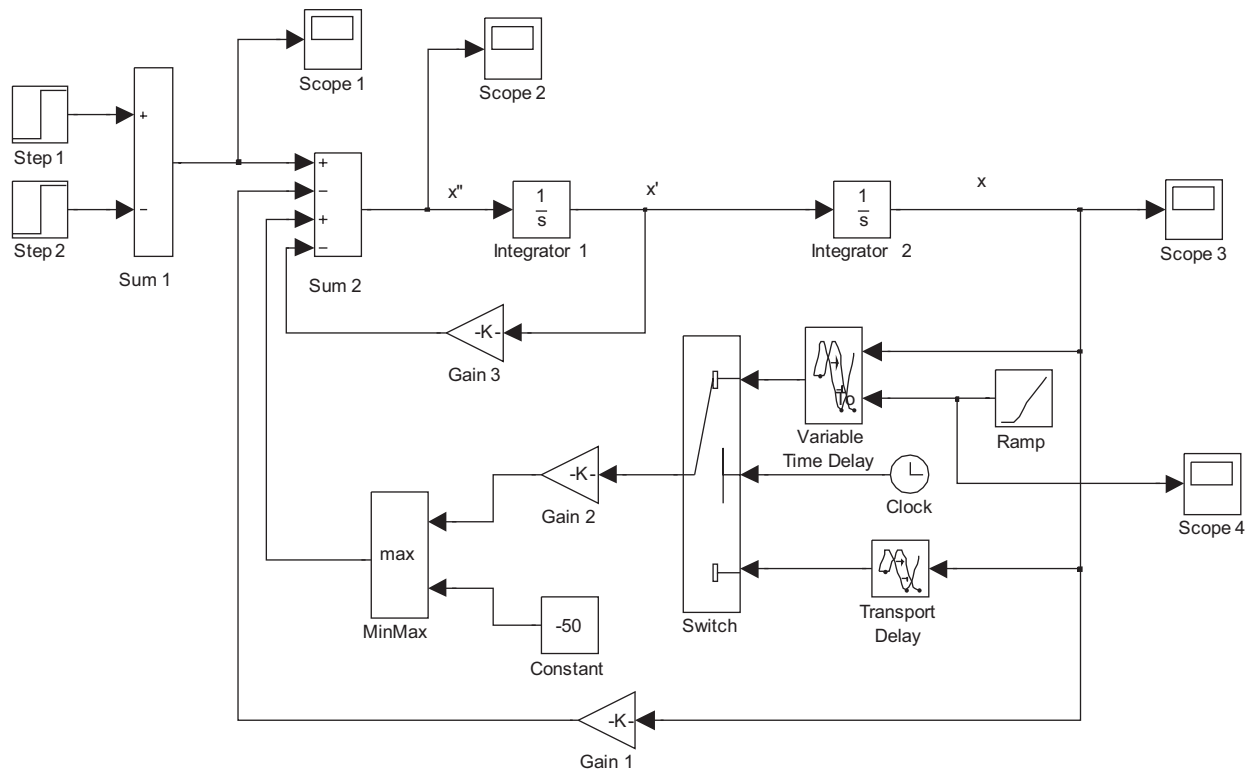 Scope 1
Scope 2
+
Step 1
−
Step 2
Sum 1
+
−
+
−
Sum 2
x"
1
s
Integrator 1
x'
1
s
Integrator 2
x
Scope 3
-K-
Gain 3
To
Variable
Time Delay
Ramp
-K-
Gain 2
Clock
Scope 4
max
MinMax
-50
Constant
Switch
Transport
Delay
-K-
Gain 1